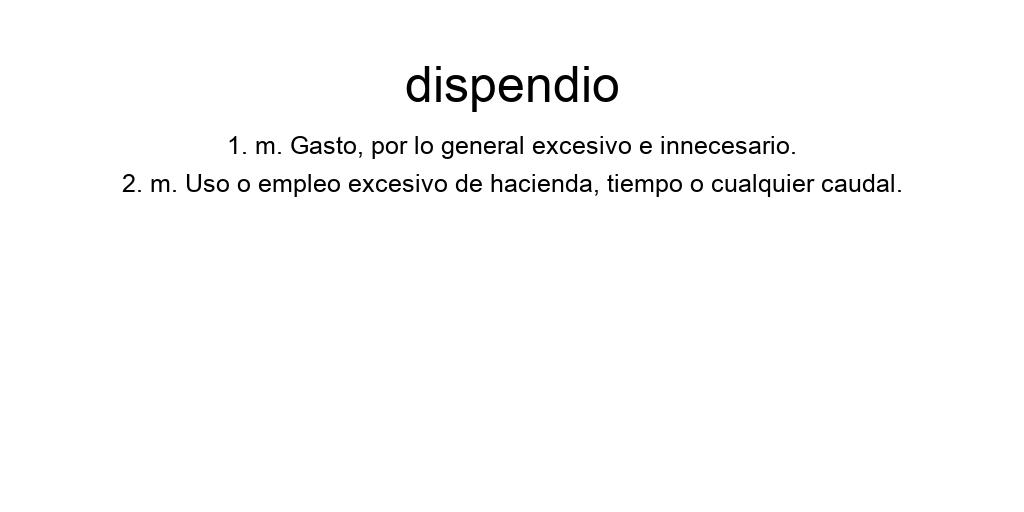 dispendio
1. m. Gasto, por lo general excesivo e innecesario.
2. m. Uso o empleo excesivo de hacienda, tiempo o cualquier caudal.